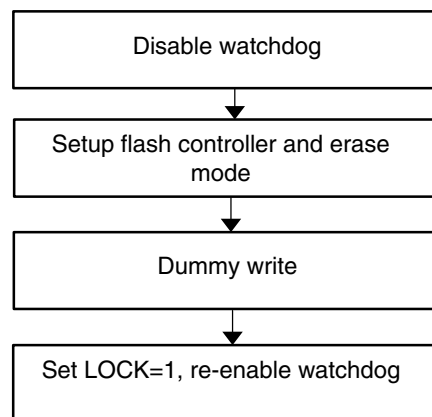 Disable watchdog
Setup flash controller and erase
mode
Dummy write
Set LOCK=1, re-enable watchdog